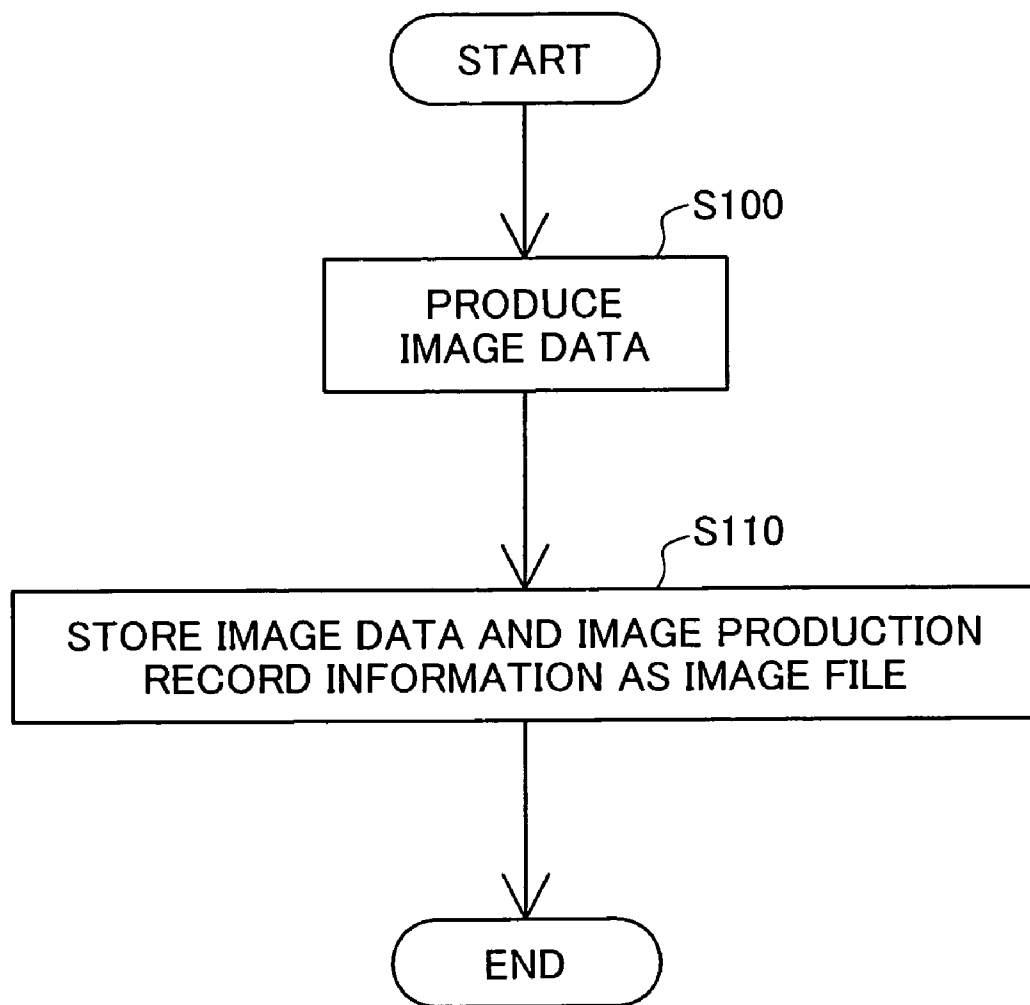 START
S100
PRODUCE
IMAGE DATA
S110
STORE IMAGE DATA AND IMAGE PRODUCTION
RECORD INFORMATION AS IMAGE FILE
END